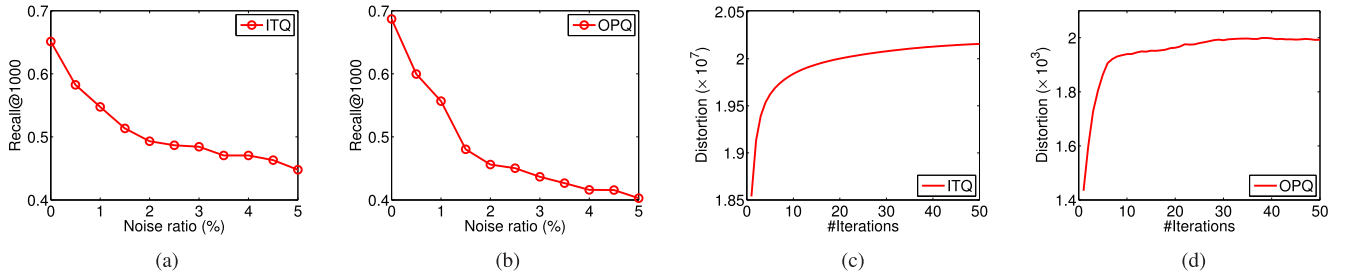 0.7
0.6
0.5
0.4
Recall@1000
ITQ
0 1 2 3 4 5
Noise ratio (%)
(a)
0.7
0.6
0.5
0.4
Recall@1000
OPQ
0 1 2 3 4 5
Noise ratio (%)
(b)
2.05
2
1.95
1.9
1.85
Distortion (× 10^7)
ITQ
0 10 20 30 40 50
#Iterations
(c)
2
1.8
1.6
1.4
Distortion (× 10^3)
OPQ
0 10 20 30 40 50
#Iterations
(d)